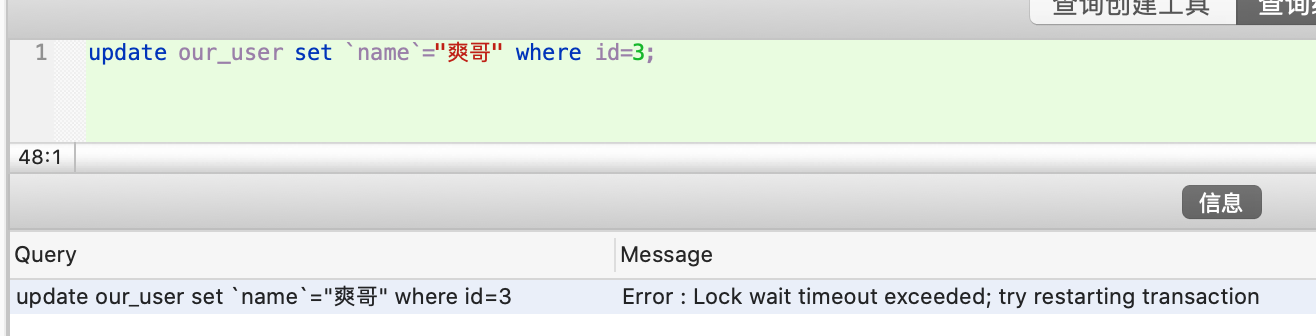 查询创建工具
查询
1 update our_user set `name`="爽哥" where id=3;
48:1
信息
Query Message
update our_user set `name`="爽哥" where id=3 Error : Lock wait timeout exceeded; try restarting transaction